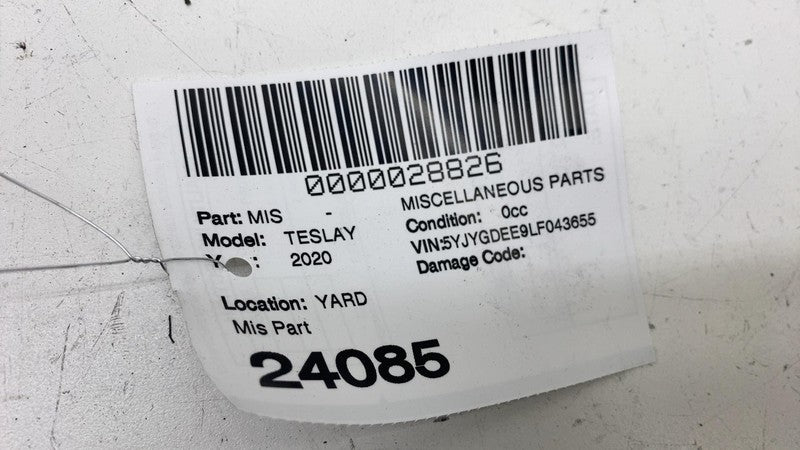 0000028826
MISCELLANEOUS PARTS
Part: MIS -
Condition: 0cc
Model: TESLAY
VIN:5YJYGDEE9LF043655
: 2020
Damage Code:
Location: YARD
Mis Part
24085